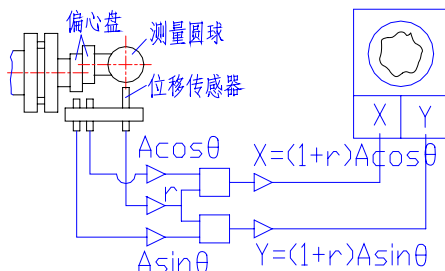 偏心盘
测量圆球
位移传感器
X Y
Acosθ
X=(1+r)Acosθ
r
Y=(1+r)Asinθ
Asinθ